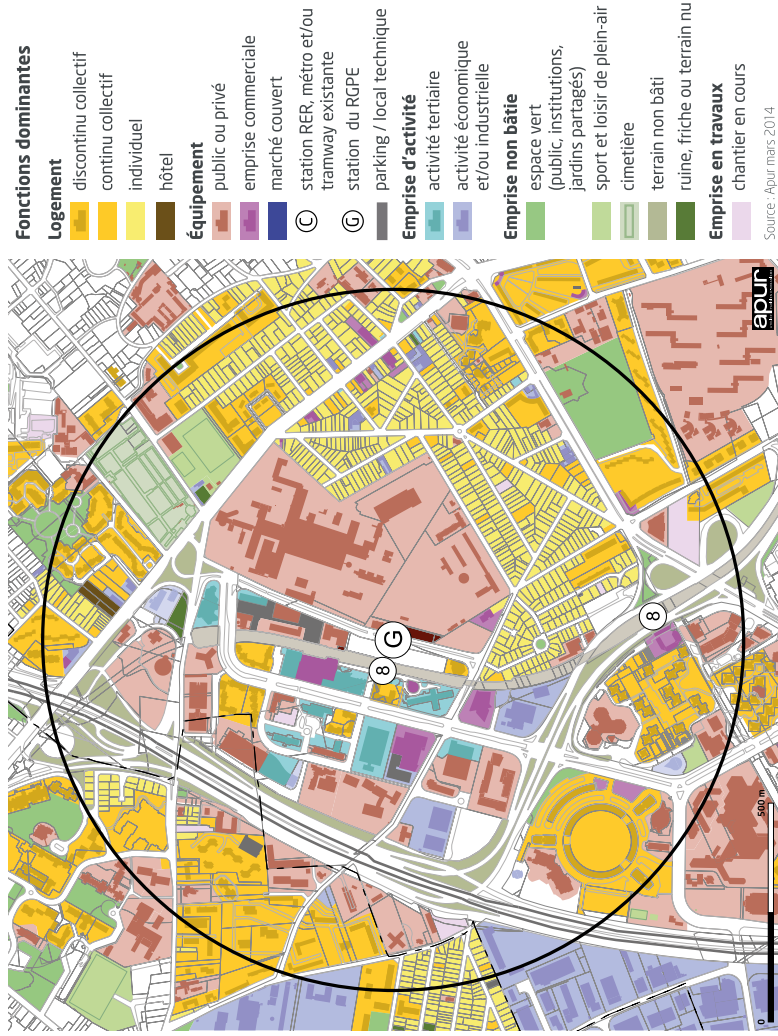 Fonctions dominantes
Logement
discontinu collectif
continu collectif
individuel
hôtel
Équipement
public ou privé
emprise commerciale
marché couvert
C
station RER, métro et/ou
tramway existante
G
station du RGPE
parking / local technique
Emprise d'activité
activité tertiaire
activité économique
et/ou industrielle
Emprise non bâtie
espace vert
(public, institutions,
jardins partagés)
sport et loisir de plein-air
cimetière
terrain non bâti
ruine, friche ou terrain nu
Emprise en travaux
chantier en cours
Source : Apur mars 2014
G
8
8
0
500 m
apur